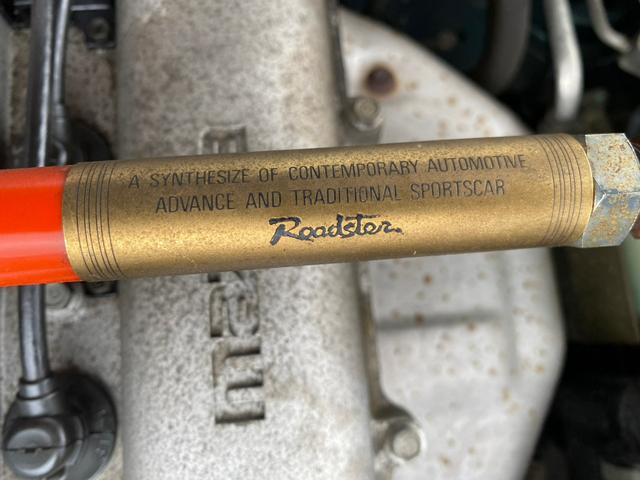 A SYNTHESIZE OF CONTEMPORARY AUTOMOTIVE
ADVANCE AND TRADITIONAL SPORTSCAR
Roadster